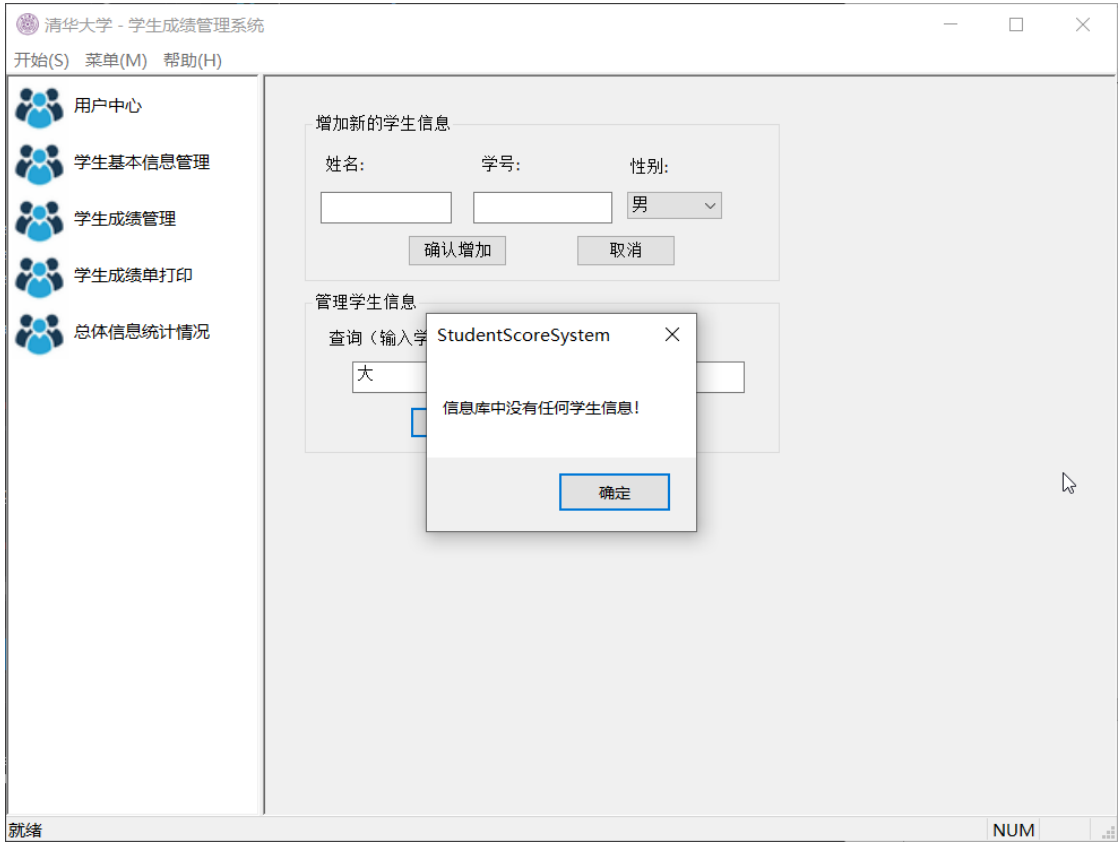 清华大学 - 学生成绩管理系统
开始(S) 菜单(M) 帮助(H)
用户中心
学生基本信息管理
学生成绩管理
学生成绩单打印
总体信息统计情况
增加新的学生信息
姓名: 学号: 性别:
男
确认增加 取消
管理学生信息
查询（输入学
大
StudentScoreSystem
信息库中没有任何学生信息!
确定
就绪 NUM